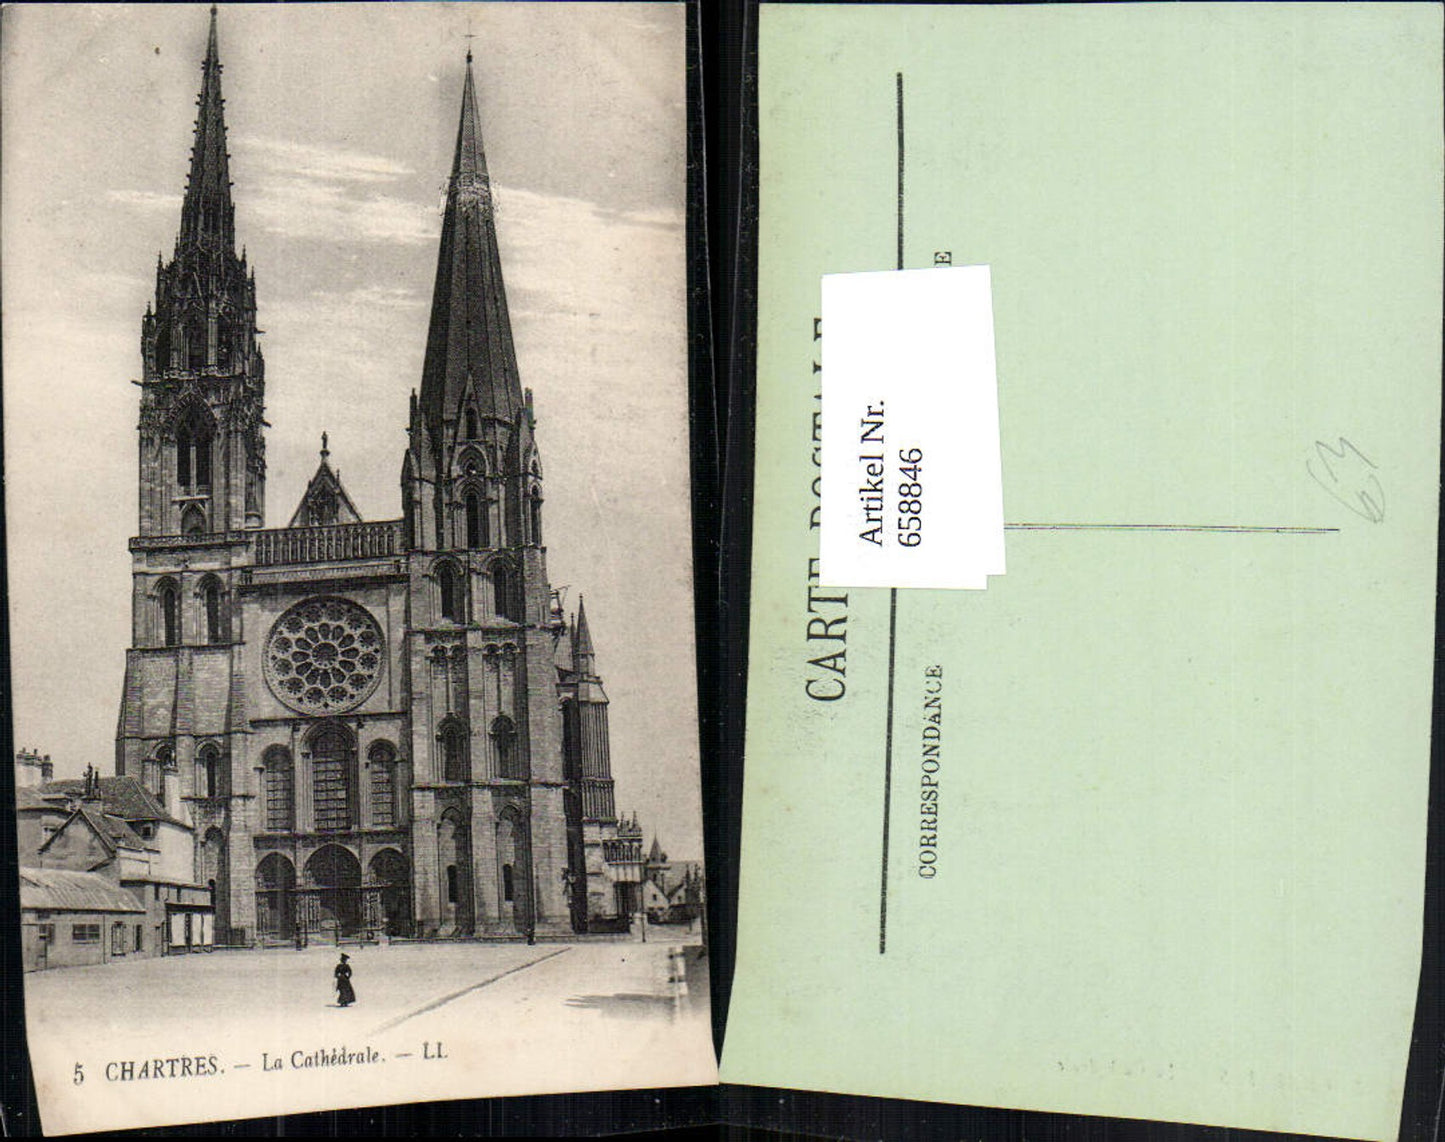 5 CHARTRES. — La Cathédrale. — LL
CARTE POSTALE
CORRESPONDANCE
Artikel Nr.
658846